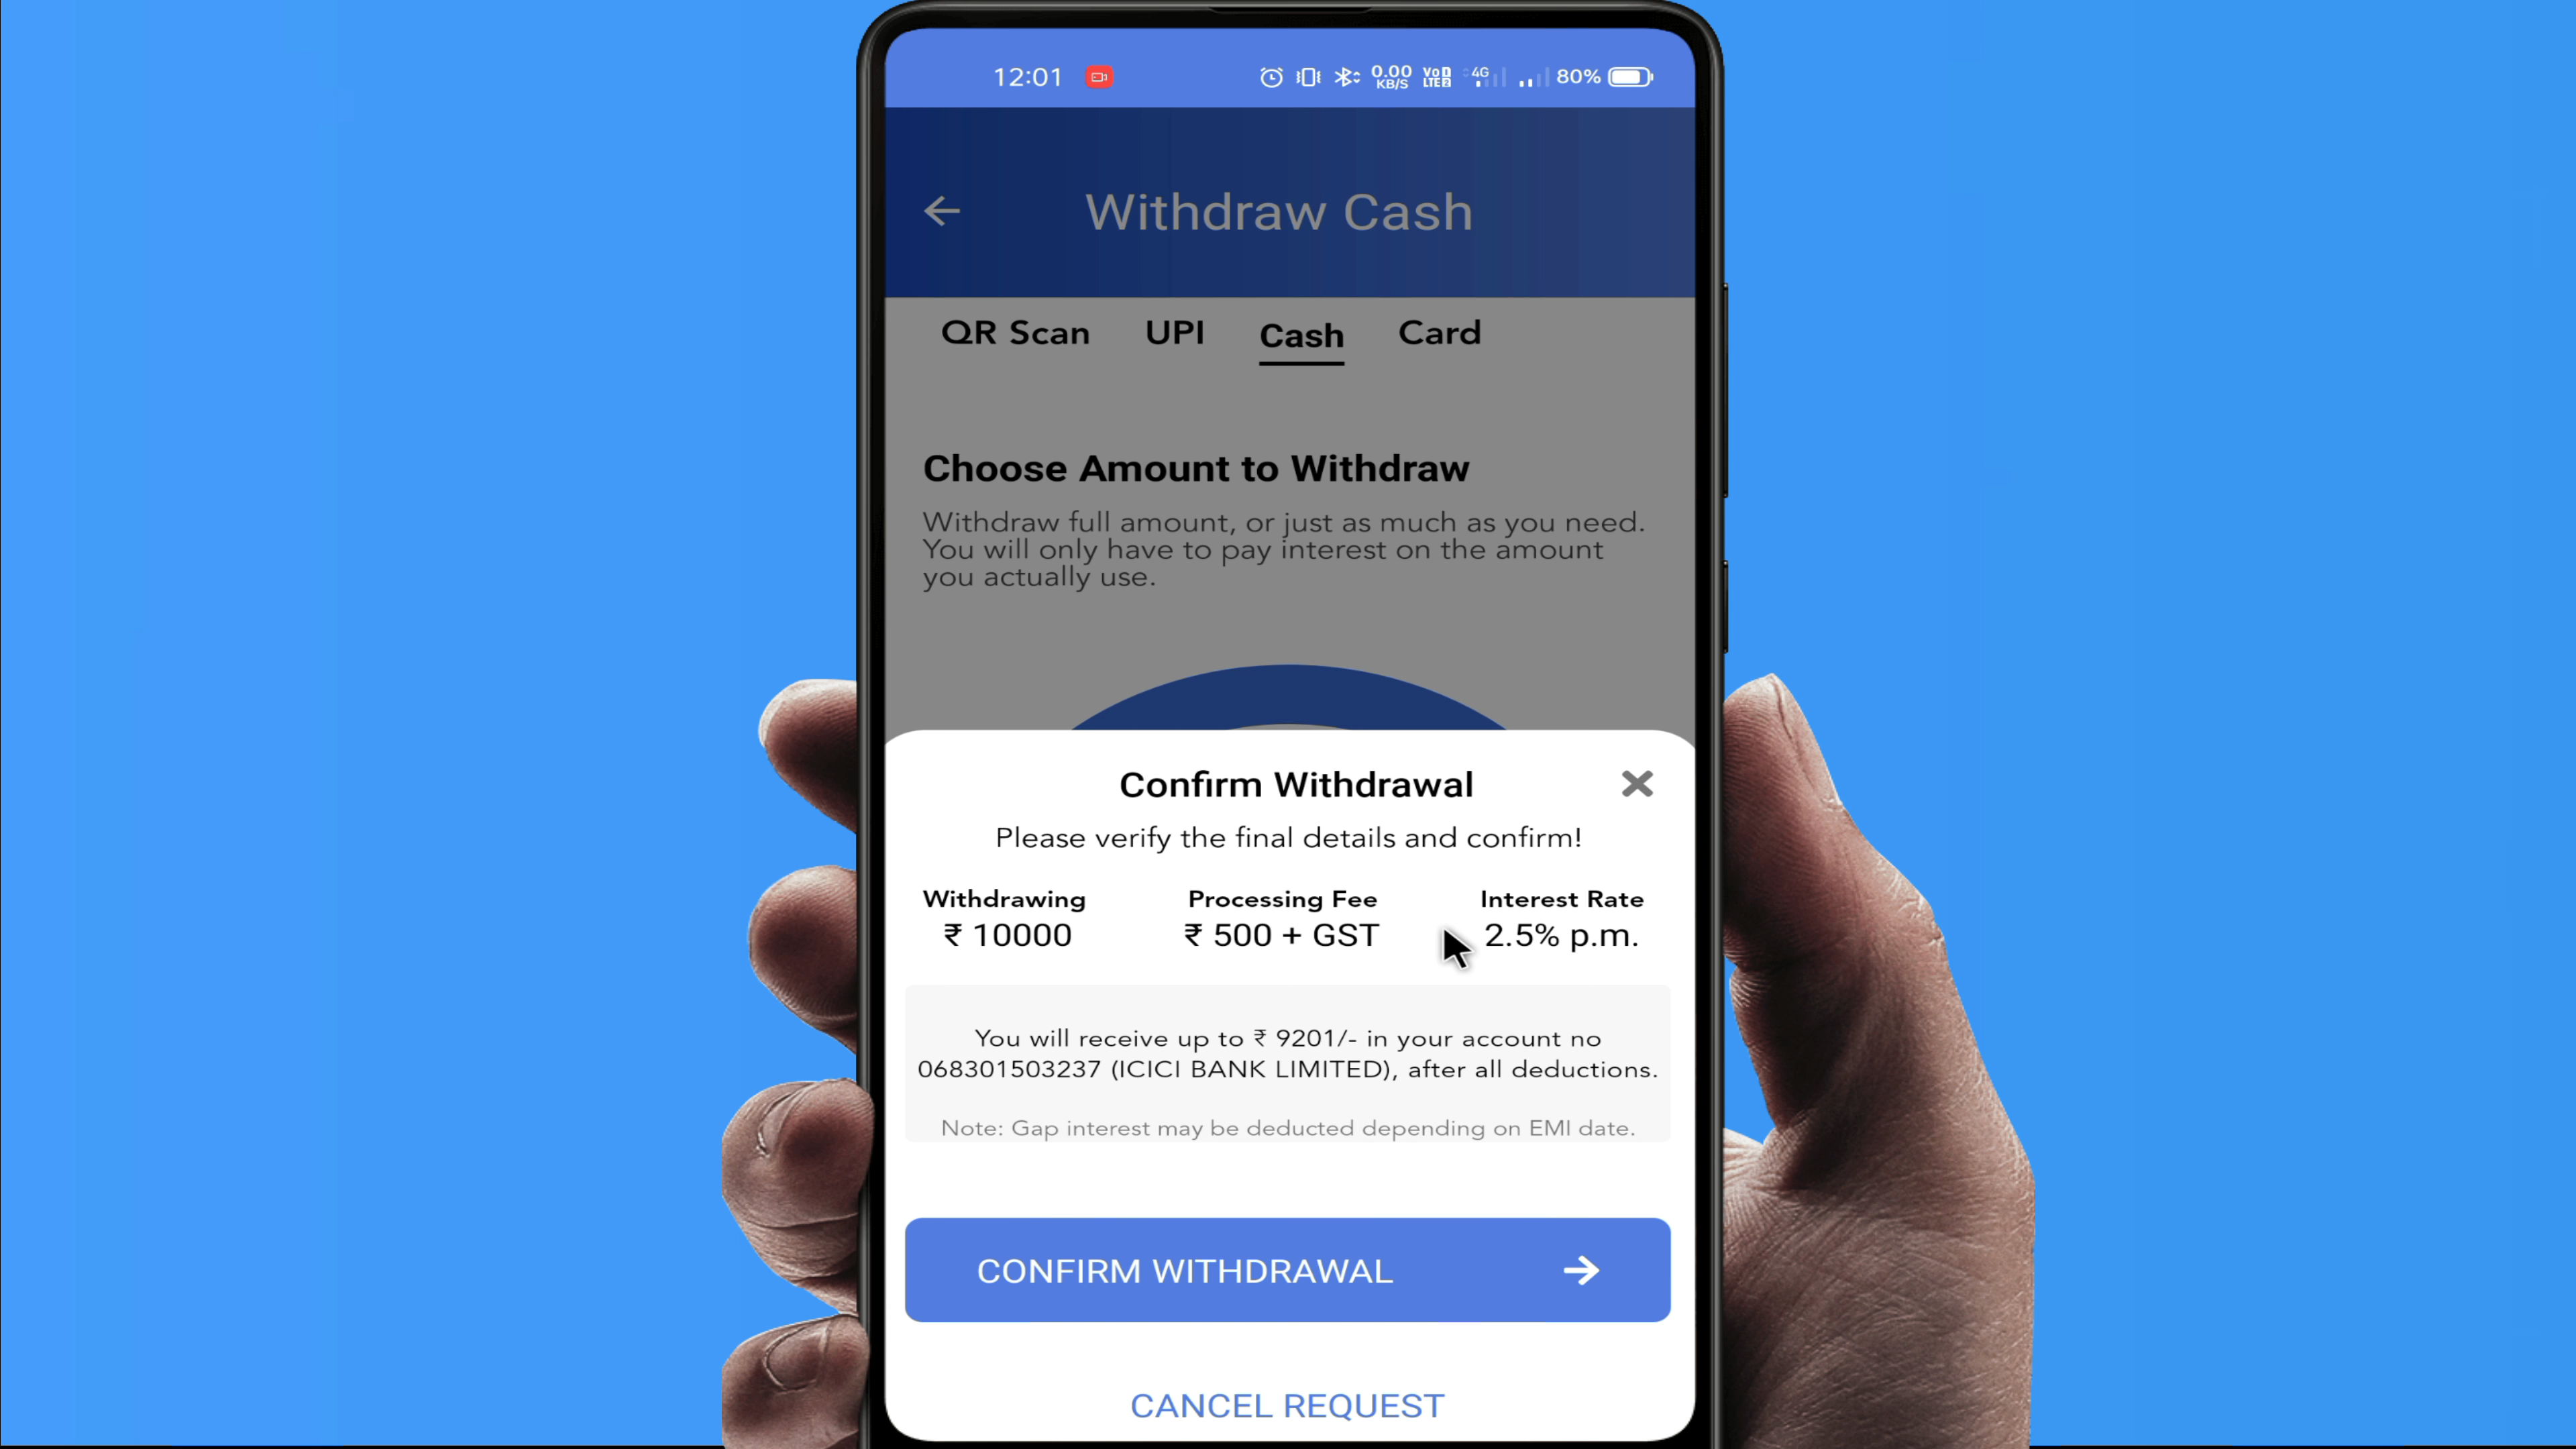 12:01
0.00 KB/S
VoD LTE2
4G
80%
Withdraw Cash
QR Scan UPI Cash Card
Choose Amount to Withdraw
Withdraw full amount, or just as much as you need.
You will only have to pay interest on the amount
you actually use.
Confirm Withdrawal
Please verify the final details and confirm!
Withdrawing Processing Fee Interest Rate
₹ 10000 ₹ 500 + GST 2.5% p.m.
You will receive up to ₹ 9201/- in your account no
068301503237 (ICICI BANK LIMITED), after all deductions.
Note: Gap interest may be deducted depending on EMI date.
CONFIRM WITHDRAWAL
CANCEL REQUEST